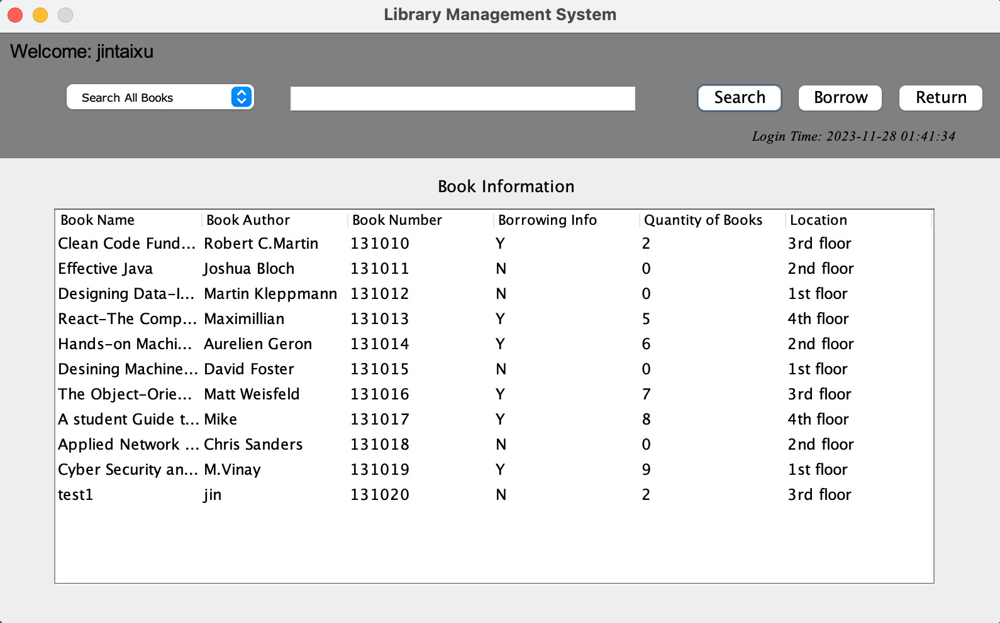 Library Management System
Welcome: jintaixu
Search All Books Search Borrow Return
Login Time: 2023-11-28 01:41:34
Book Information
Book Name Book Author Book Number Borrowing Info Quantity of Books Location
Clean Code Fund... Robert C.Martin 131010 Y 2 3rd floor
Effective Java Joshua Bloch 131011 N 0 2nd floor
Designing Data-I... Martin Kleppmann 131012 N 0 1st floor
React-The Comp... Maximillian 131013 Y 5 4th floor
Hands-on Machi... Aurelien Geron 131014 Y 6 2nd floor
Desining Machine... David Foster 131015 N 0 1st floor
The Object-Orie... Matt Weisfeld 131016 Y 7 3rd floor
A student Guide t... Mike 131017 Y 8 4th floor
Applied Network ... Chris Sanders 131018 N 0 2nd floor
Cyber Security an... M.Vinay 131019 Y 9 1st floor
test1 jin 131020 N 2 3rd floor